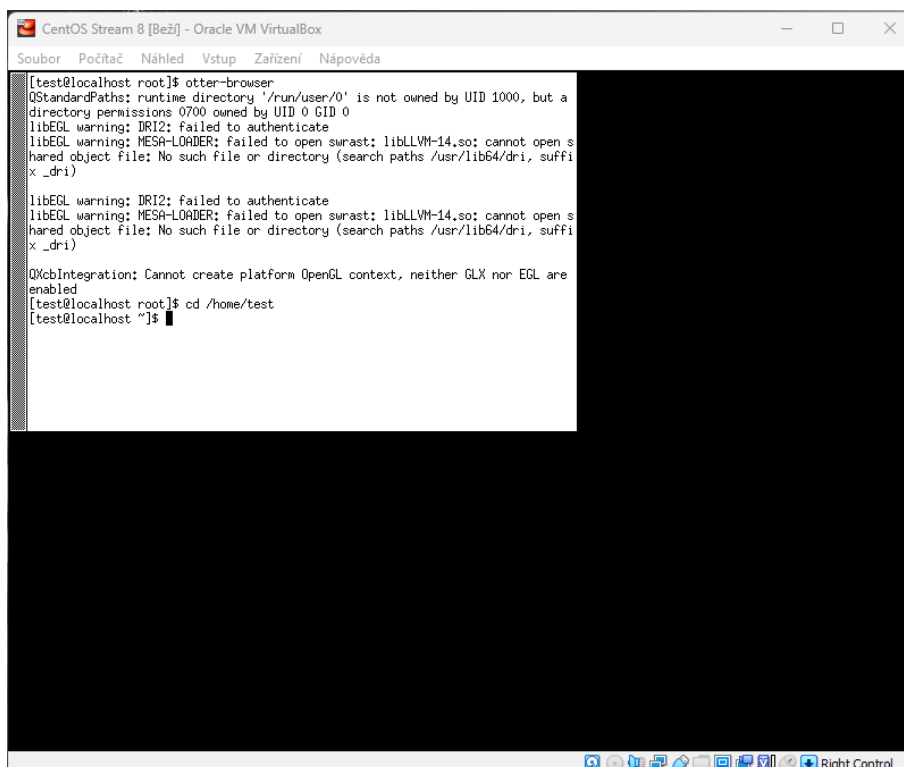 CentOS Stream 8 [Beží] - Oracle VM VirtualBox
Soubor Počítač Náhled Vstup Zařízení Nápověda
[test@localhost root]$ otter-browser
QStandardPaths: runtime directory '/run/user/0' is not owned by UID 1000, but a
directory permissions 0700 owned by UID 0 GID 0
libEGL warning: DRI2: failed to authenticate
libEGL warning: MESA-LOADER: failed to open swrast: libLLVM-14.so: cannot open s
hared object file: No such file or directory (search paths /usr/lib64/dri, suffi
x _dri)
libEGL warning: DRI2: failed to authenticate
libEGL warning: MESA-LOADER: failed to open swrast: libLLVM-14.so: cannot open s
hared object file: No such file or directory (search paths /usr/lib64/dri, suffi
x _dri)
QXcbIntegration: Cannot create platform OpenGL context, neither GLX nor EGL are
enabled
[test@localhost root]$ cd /home/test
[test@localhost ~]$
Right Control